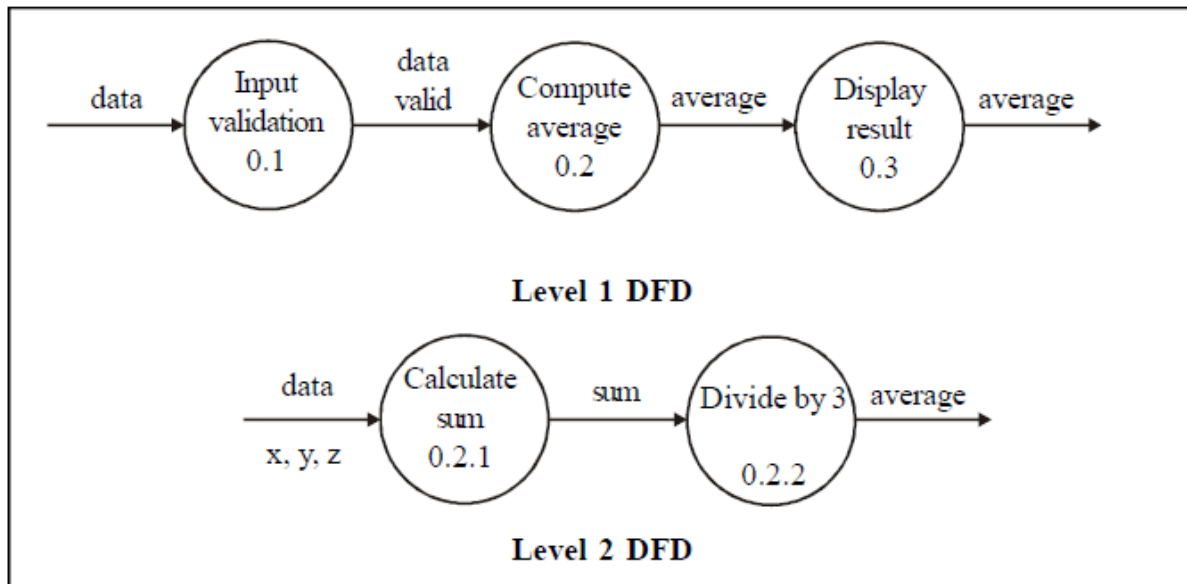 data
Input
validation
0.1
data
valid
Compute
average
0.2
average
Display
result
0.3
average
Level 1 DFD
data
x, y, z
Calculate
sum
0.2.1
sum
Divide by 3
0.2.2
average
Level 2 DFD